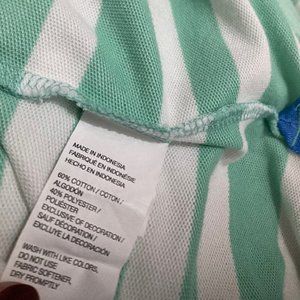 MADE IN INDONESIA
FABRIQUÉ EN INDONÉSIE
HECHO EN INDONESIA
60% COTTON / COTON /
ALGODÓN
40% POLYESTER /
POLIÉSTER
EXCLUSIVE OF DECORATION /
SAUF DÉCORATION /
EXCLUYE LA DECORACIÓN
WASH WITH LIKE COLORS.
DO NOT USE
FABRIC SOFTENER.
DRY PROMPTLY